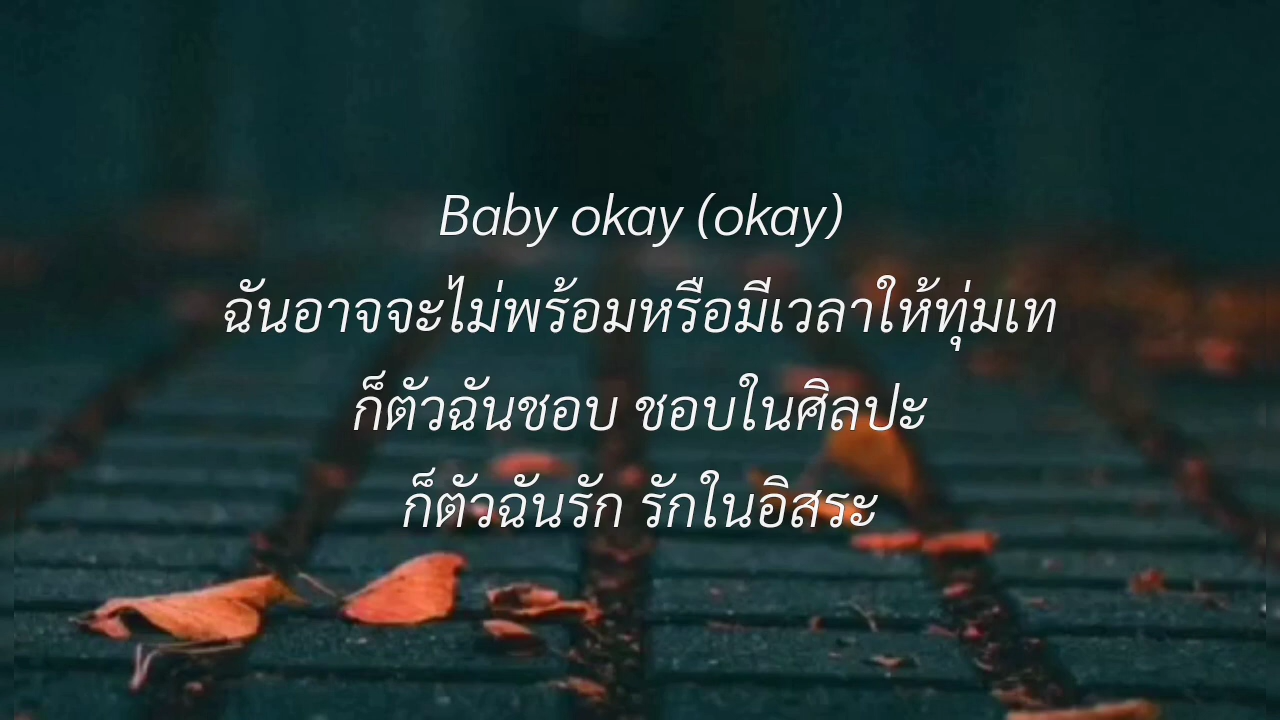 Baby okay (okay)
ฉันอาจจะไม่พร้อมหรือมีเวลาให้ทุ่มเท
ก็ตัวฉันชอบ ชอบในศิลปะ
ก็ตัวฉันรัก รักในอิสระ